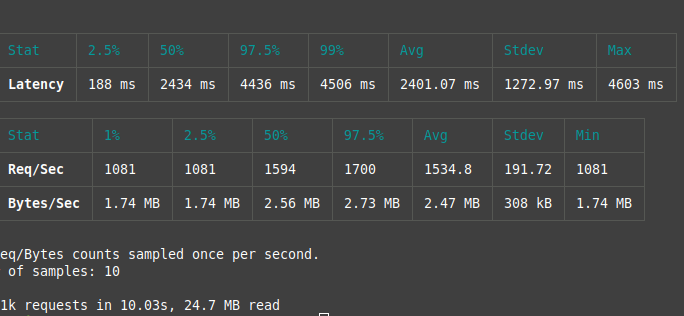 Stat 2.5% 50% 97.5% 99% Avg Stdev Max
Latency 188 ms 2434 ms 4436 ms 4506 ms 2401.07 ms 1272.97 ms 4603 ms
Stat 1% 2.5% 50% 97.5% Avg Stdev Min
Req/Sec 1081 1081 1594 1700 1534.8 191.72 1081
Bytes/Sec 1.74 MB 1.74 MB 2.56 MB 2.73 MB 2.47 MB 308 kB 1.74 MB
eq/Bytes counts sampled once per second.
of samples: 10
1k requests in 10.03s, 24.7 MB read